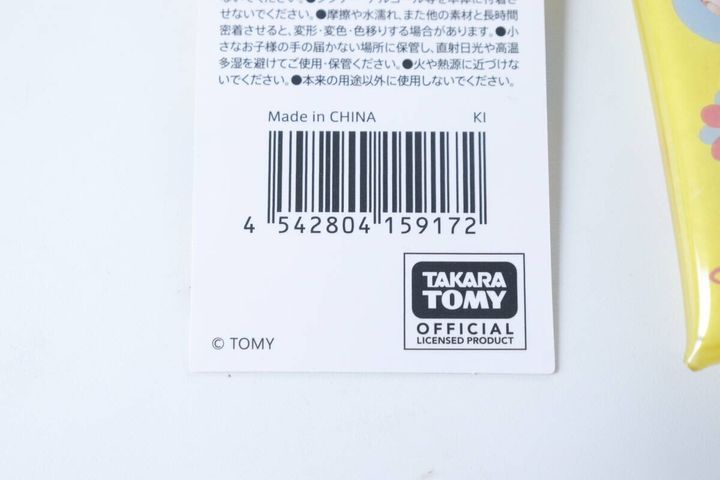 せないでください。●摩擦や水濡れ、また他の素材と長時間
密着させると、変形・変色・色移りする場合があります。●小
さなお子様の手の届かない場所に保管し、直射日光や高温
多湿を避けてご使用・保管ください。●火や熱源に近づけな
いでください。●本来の用途以外に使用しないでください。
Made in CHINA KI
4 542804 159172
TAKARA
TOMY
OFFICIAL
LICENSED PRODUCT
© TOMY